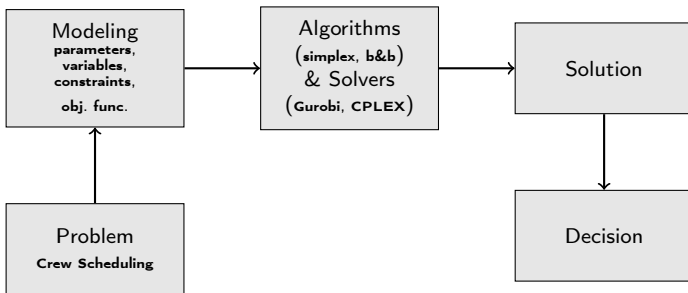 Modeling
parameters,
variables,
constraints,
obj. func.
Algorithms
(simplex, b&b)
& Solvers
(Gurobi, CPLEX)
Solution
Problem
Crew Scheduling
Decision